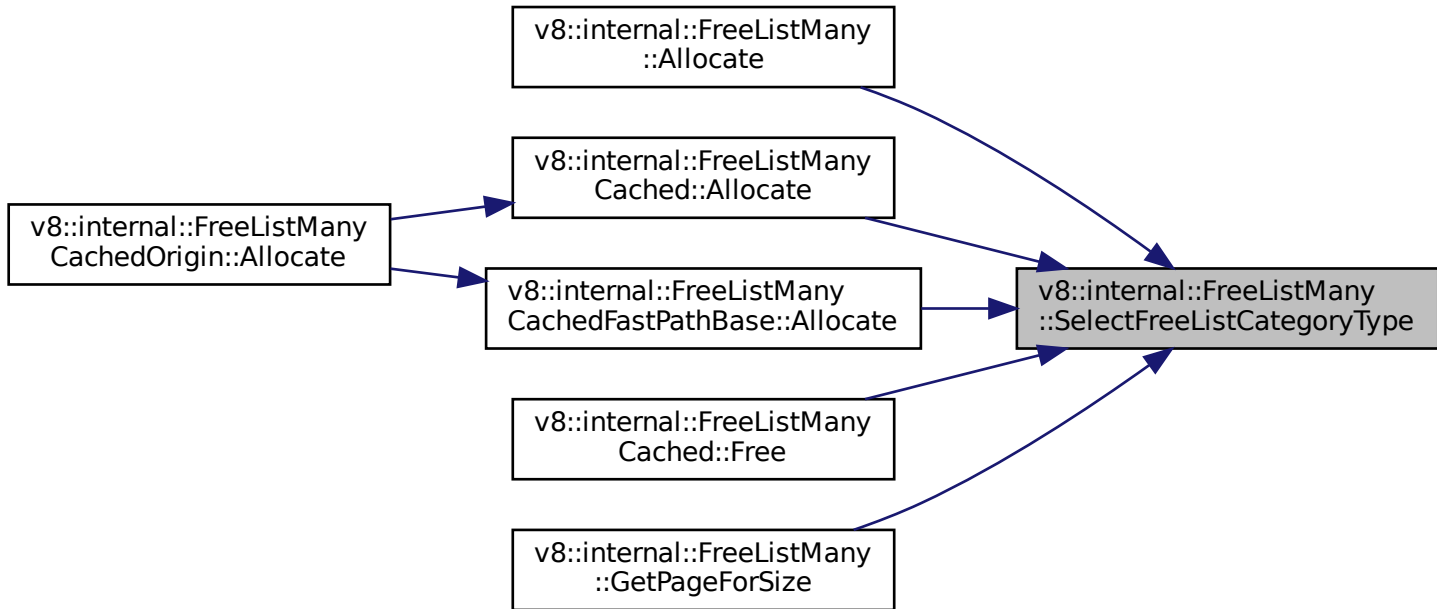 v8::internal::FreeListMany
::Allocate
v8::internal::FreeListMany
Cached::Allocate
v8::internal::FreeListMany
CachedOrigin::Allocate
v8::internal::FreeListMany
CachedFastPathBase::Allocate
v8::internal::FreeListMany
::SelectFreeListCategoryType
v8::internal::FreeListMany
Cached::Free
v8::internal::FreeListMany
::GetPageForSize